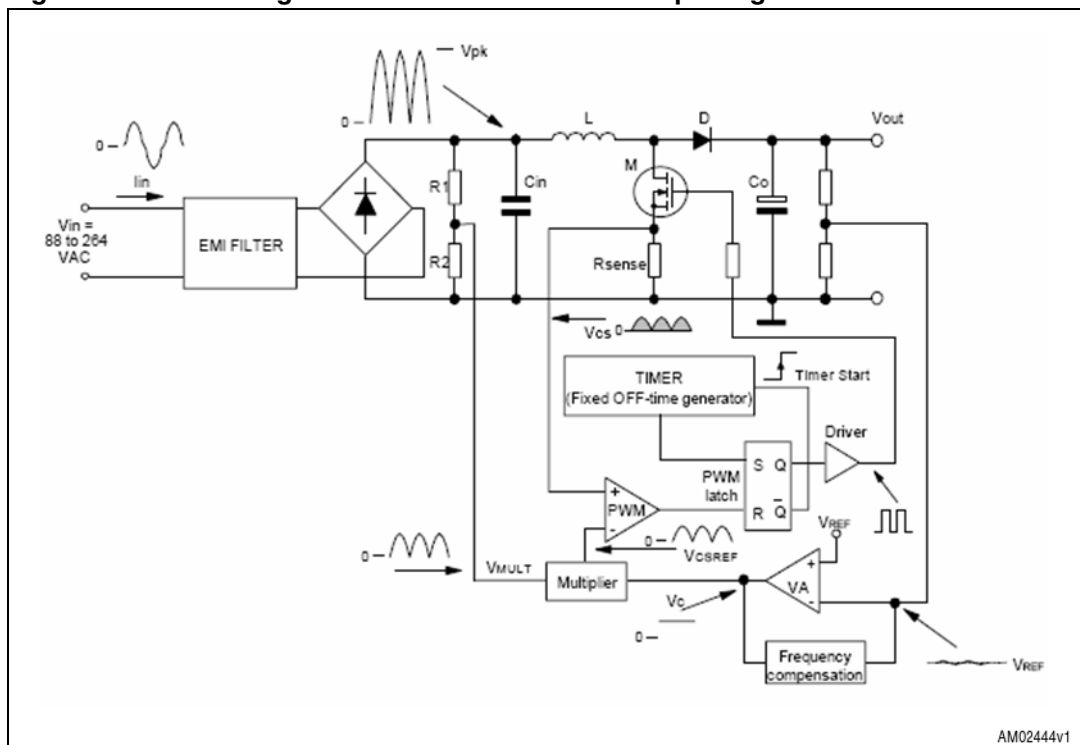 Vpk
0
L
D
Vout
0
M
R1
Cin
Co
Iin
Vin =
88 to 264
VAC
EMI FILTER
R2
Rsense
Vcs
0
TIMER
(Fixed OFF-time generator)
Timer Start
Driver
S Q
PWM
latch
R Q
+
PWM
-
0
VCSREF
VREF
0
VMULT
Multiplier
+
VA
-
Vc
0
Frequency
compensation
VREF
AM02444v1